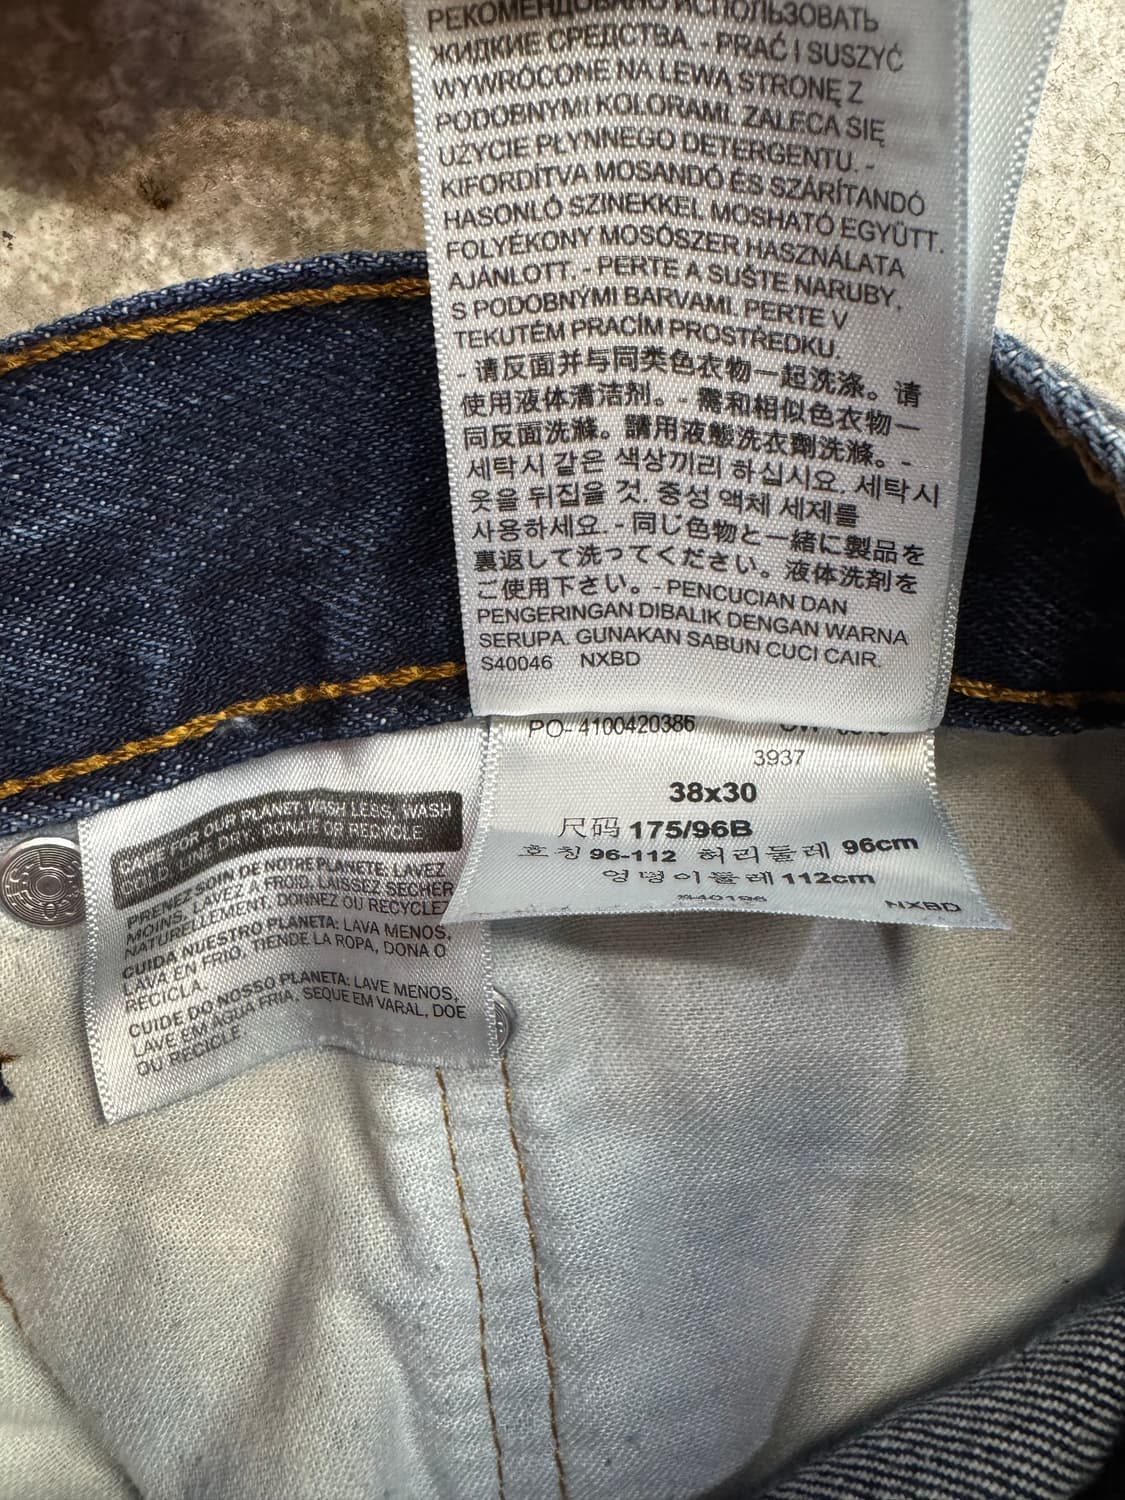 РЕКОМЕНДОВАНО ИСПОЛЬЗОВАТЬ
ЖИДКИЕ СРЕДСТВА. - PRAĆ I SUSZYĆ
WYWRÓCONE NA LEWĄ STRONĘ Z
PODOBNYMI KOLORAMI. ZALECA SIĘ
UŻYCIE PŁYNNEGO DETERGENTU. -
KIFORDÍTVA MOSANDÓ ÉS SZÁRÍTANDÓ
HASONLÓ SZINEKKEL MOSHATÓ EGYÜTT.
FOLYÉKONY MOSÓSZER HASZNÁLATA
AJÁNLOTT. - PERTE A SUŠTE NARUBY,
S PODOBNÝMI BARVAMI. PERTE V
TEKUTÉM PRACÍM PROSTŘEDKU.
- 请反面并与同类色衣物一起洗涤。请
使用液体清洁剂。- 需和相似色衣物一
同反面洗滌。請用液態洗衣劑洗滌。-
세탁시 같은 색상끼리 하십시요. 세탁시
옷을 뒤집을 것. 중성 액체 세제를
사용하세요. - 同じ色物と一緒に製品を
裏返して洗ってください。液体洗剤を
ご使用下さい。- PENCUCIAN DAN
PENGERINGAN DIBALIK DENGAN WARNA
SERUPA. GUNAKAN SABUN CUCI CAIR.
S40046 NXBD
PO- 4100420386
3937
38x30
尺码 175/96B
호칭 96-112 허리둘레 96cm
엉덩이둘레 112cm
S40196 NXBD
CARE FOR OUR PLANET: WASH LESS, WASH
COLD, LINE DRY, DONATE OR RECYCLE.
PRENEZ SOIN DE NOTRE PLANÈTE: LAVEZ
MOINS, LAVEZ À FROID, LAISSEZ SÉCHER
NATURELLEMENT, DONNEZ OU RECYCLEZ
CUIDA NUESTRO PLANETA: LAVA MENOS,
LAVA EN FRÍO, TIENDE LA ROPA, DONA O
RECICLA.
CUIDE DO NOSSO PLANETA: LAVE MENOS,
LAVE EM ÁGUA FRIA, SEQUE EM VARAL, DOE
OU RECICLE